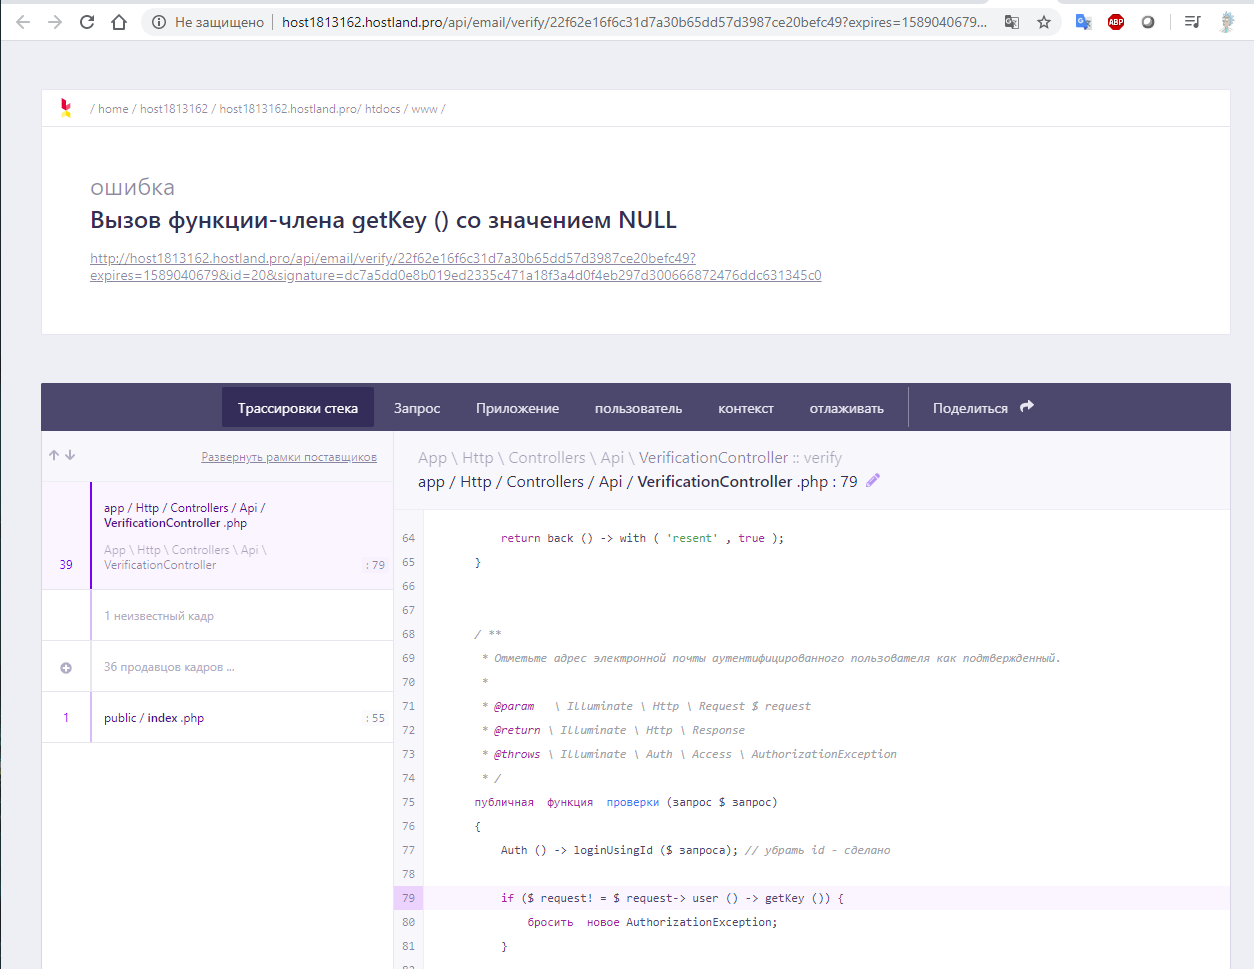 Не защищено
host1813162.hostland.pro/api/email/verify/22f62e16f6c31d7a30b65dd57d3987ce20befc49?expires=1589040679...
ABP
/ home / host1813162 / host1813162.hostland.pro/ htdocs / www /
ошибка
Вызов функции-члена getKey () со значением NULL
http://host1813162.hostland.pro/api/email/verify/22f62e16f6c31d7a30b65dd57d3987ce20befc49?
expires=1589040679&id=20&signature=dc7a5dd0e8b019ed2335c471a18f3a4d0f4eb297d300666872476ddc631345c0
Трассировки стека Запрос Приложение пользователь контекст отлаживать Поделиться
Развернуть рамки поставщиков
app / Http / Controllers / Api /
VerificationController .php
App \ Http \ Controllers \ Api \
39 VerificationController : 79
1 неизвестный кадр
36 продавцов кадров ...
1 public / index .php : 55
App \ Http \ Controllers \ Api \ VerificationController :: verify
app / Http / Controllers / Api / VerificationController .php : 79
64 return back () -> with ( 'resent' , true );
65 }
66
67
68 / **
69 * Отметьте адрес электронной почты аутентифицированного пользователя как подтвержденный.
70 *
71 * @param \ Illuminate \ Http \ Request $ request
72 * @return \ Illuminate \ Http \ Response
73 * @throws \ Illuminate \ Auth \ Access \ AuthorizationException
74 * /
75 публичная функция проверки (запрос $ запрос)
76 {
77 Auth () -> loginUsingId ($ запроса); // убрать id - сделано
78
79 if ($ request! = $ request-> user () -> getKey ()) {
80 бросить новое AuthorizationException;
81 }